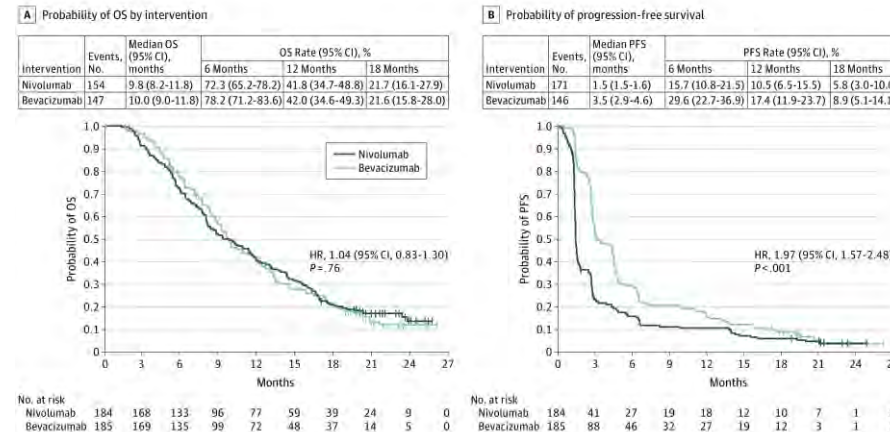 A Probability of OS by intervention
Intervention Events, No. Median OS (95% CI), months OS Rate (95% CI), %
6 Months 12 Months 18 Months
Nivolumab 154 9.8 (8.2-11.8) 72.3 (65.2-78.2) 41.8 (34.7-48.8) 21.7 (16.1-27.9)
Bevacizumab 147 10.0 (9.0-11.8) 78.2 (71.2-83.6) 42.0 (34.6-49.3) 21.6 (15.8-28.0)
1.0
0.9
0.8
0.7
0.6
0.5
0.4
0.3
0.2
0.1
0
Probability of OS
Nivolumab
Bevacizumab
HR, 1.04 (95% CI, 0.83-1.30)
P = .76
0 3 6 9 12 15 18 21 24 27
Months
No. at risk
Nivolumab 184 168 133 96 77 59 39 24 9 0
Bevacizumab 185 169 135 99 72 48 37 14 5 0
B Probability of progression-free survival
Intervention Events, No. Median PFS (95% CI), months PFS Rate (95% CI), %
6 Months 12 Months 18 Months
Nivolumab 171 1.5 (1.5-1.6) 15.7 (10.8-21.5) 10.5 (6.5-15.5) 5.8 (3.0-10.0
Bevacizumab 146 3.5 (2.9-4.6) 29.6 (22.7-36.9) 17.4 (11.9-23.7) 8.9 (5.1-14.1
1.0
0.9
0.8
0.7
0.6
0.5
0.4
0.3
0.2
0.1
0
Probability of PFS
HR, 1.97 (95% CI, 1.57-2.48)
P <.001
0 3 6 9 12 15 18 21 24
Months
No. at risk
Nivolumab 184 41 27 19 18 12 10 7 1
Bevacizumab 185 88 46 32 27 19 12 3 1